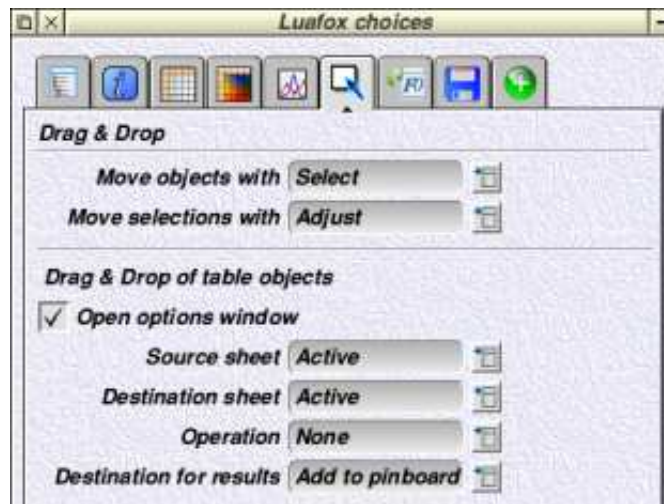 Luafox choices
Drag & Drop
Move objects with Select
Move selections with Adjust
Drag & Drop of table objects
Open options window
Source sheet Active
Destination sheet Active
Operation None
Destination for results Add to pinboard